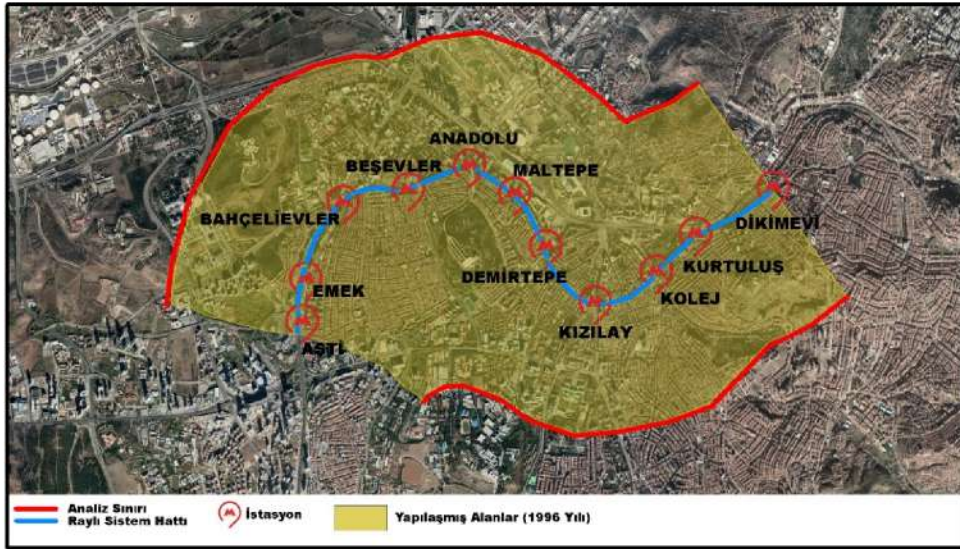 ANADOLU
BEŞEVLER
MALTEPE
BAHÇELİEVLER
DİKİMEVİ
DEMİRTEPE
KURTULUŞ
EMEK
KOLEJ
KIZILAY
AŞTİ
Analiz Sınırı
Raylı Sistem Hattı
İstasyon
Yapılaşmış Alanlar (1996 Yılı)